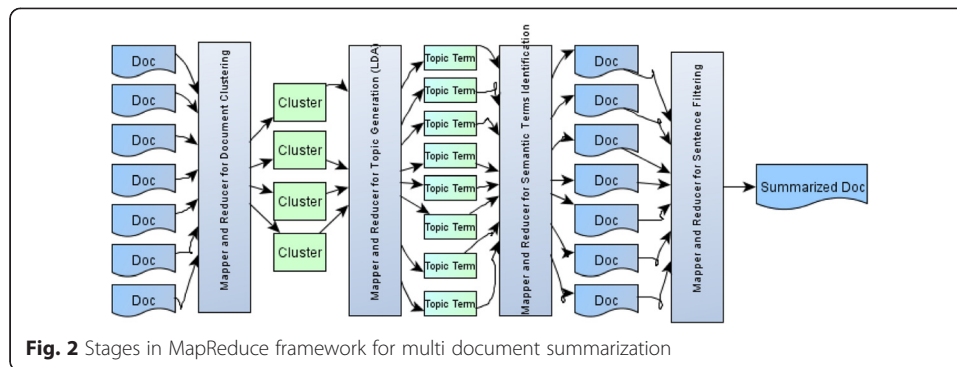 Doc
Doc
Doc
Doc
Doc
Doc
Doc
Mapper and Reducer for Document Clustering
Cluster
Cluster
Cluster
Cluster
Mapper and Reducer for Topic Generation (LDA)
Topic Term
Topic Term
Topic Term
Topic Term
Topic Term
Topic Term
Topic Term
Topic Term
Mapper and Reducer for Semantic Terms Identification
Doc
Doc
Doc
Doc
Doc
Doc
Doc
Mapper and Reducer for Sentence Filtering
Summarized Doc
Fig. 2 Stages in MapReduce framework for multi document summarization